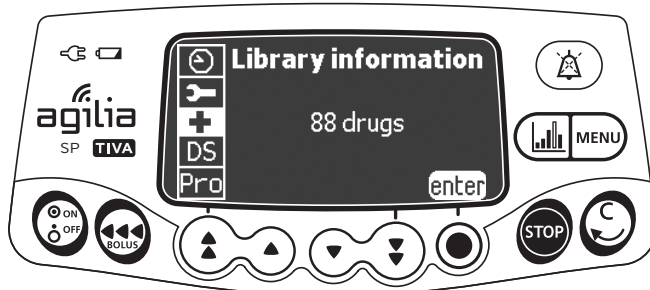 Library information
88 drugs
DS
Pro
enter
agilia
SP TIVA
MENU
ON
OFF
BOLUS
STOP
C